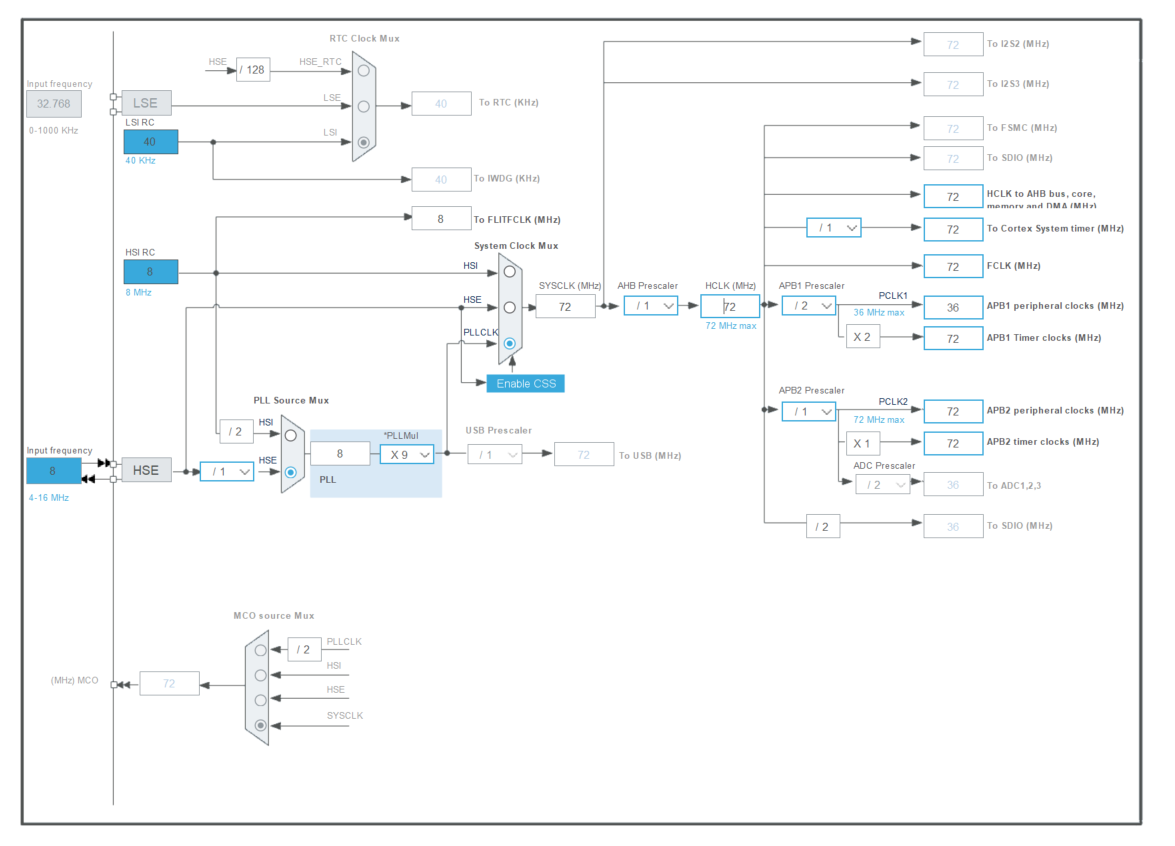 RTC Clock Mux
HSE
/ 128
HSE_RTC
72
To I2S2 (MHz)
Input frequency
32.768
0-1000 KHz
LSE
LSE
40
To RTC (KHz)
72
To I2S3 (MHz)
LSI RC
40
40 KHz
LSI
72
To FSMC (MHz)
72
To SDIO (MHz)
40
To IWDG (KHz)
72
HCLK to AHB bus, core,
memory and DMA (MHz)
8
To FLITFCLK (MHz)
/ 1
72
To Cortex System timer (MHz)
HSI RC
8
8 MHz
System Clock Mux
HSI
HSE
PLLCLK
72
FCLK (MHz)
SYSCLK (MHz)
72
AHB Prescaler
/ 1
HCLK (MHz)
72
72 MHz max
APB1 Prescaler
/ 2
PCLK1
36 MHz max
36
APB1 peripheral clocks (MHz)
X 2
72
APB1 Timer clocks (MHz)
Enable CSS
PLL Source Mux
HSI
/ 2
HSE
/ 1
Input frequency
8
4-16 MHz
HSE
8
*PLLMul
X 9
PLL
USB Prescaler
/ 1
72
To USB (MHz)
APB2 Prescaler
/ 1
PCLK2
72 MHz max
72
APB2 peripheral clocks (MHz)
X 1
72
APB2 timer clocks (MHz)
ADC Prescaler
/ 2
36
To ADC1,2,3
/ 2
36
To SDIO (MHz)
MCO source Mux
/ 2
PLLCLK
HSI
HSE
SYSCLK
(MHz) MCO
72